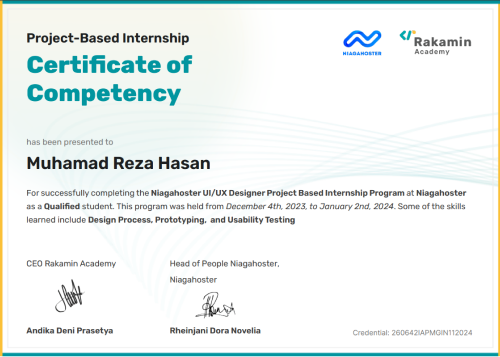 Project-Based Internship
Certificate of
Competency
NIAGAHOSTER
Rakamin
Academy
has been presented to
Muhamad Reza Hasan
For successfully completing the Niagahoster UI/UX Designer Project Based Internship Program at Niagahoster
as a Qualified student. This program was held from December 4th, 2023, to January 2nd, 2024. Some of the skills
learned include Design Process, Prototyping, and Usability Testing
CEO Rakamin Academy
Head of People Niagahoster,
Niagahoster
Andika Deni Prasetya
Rheinjani Dora Novelia
Credential: 260642IAPMGIN112024